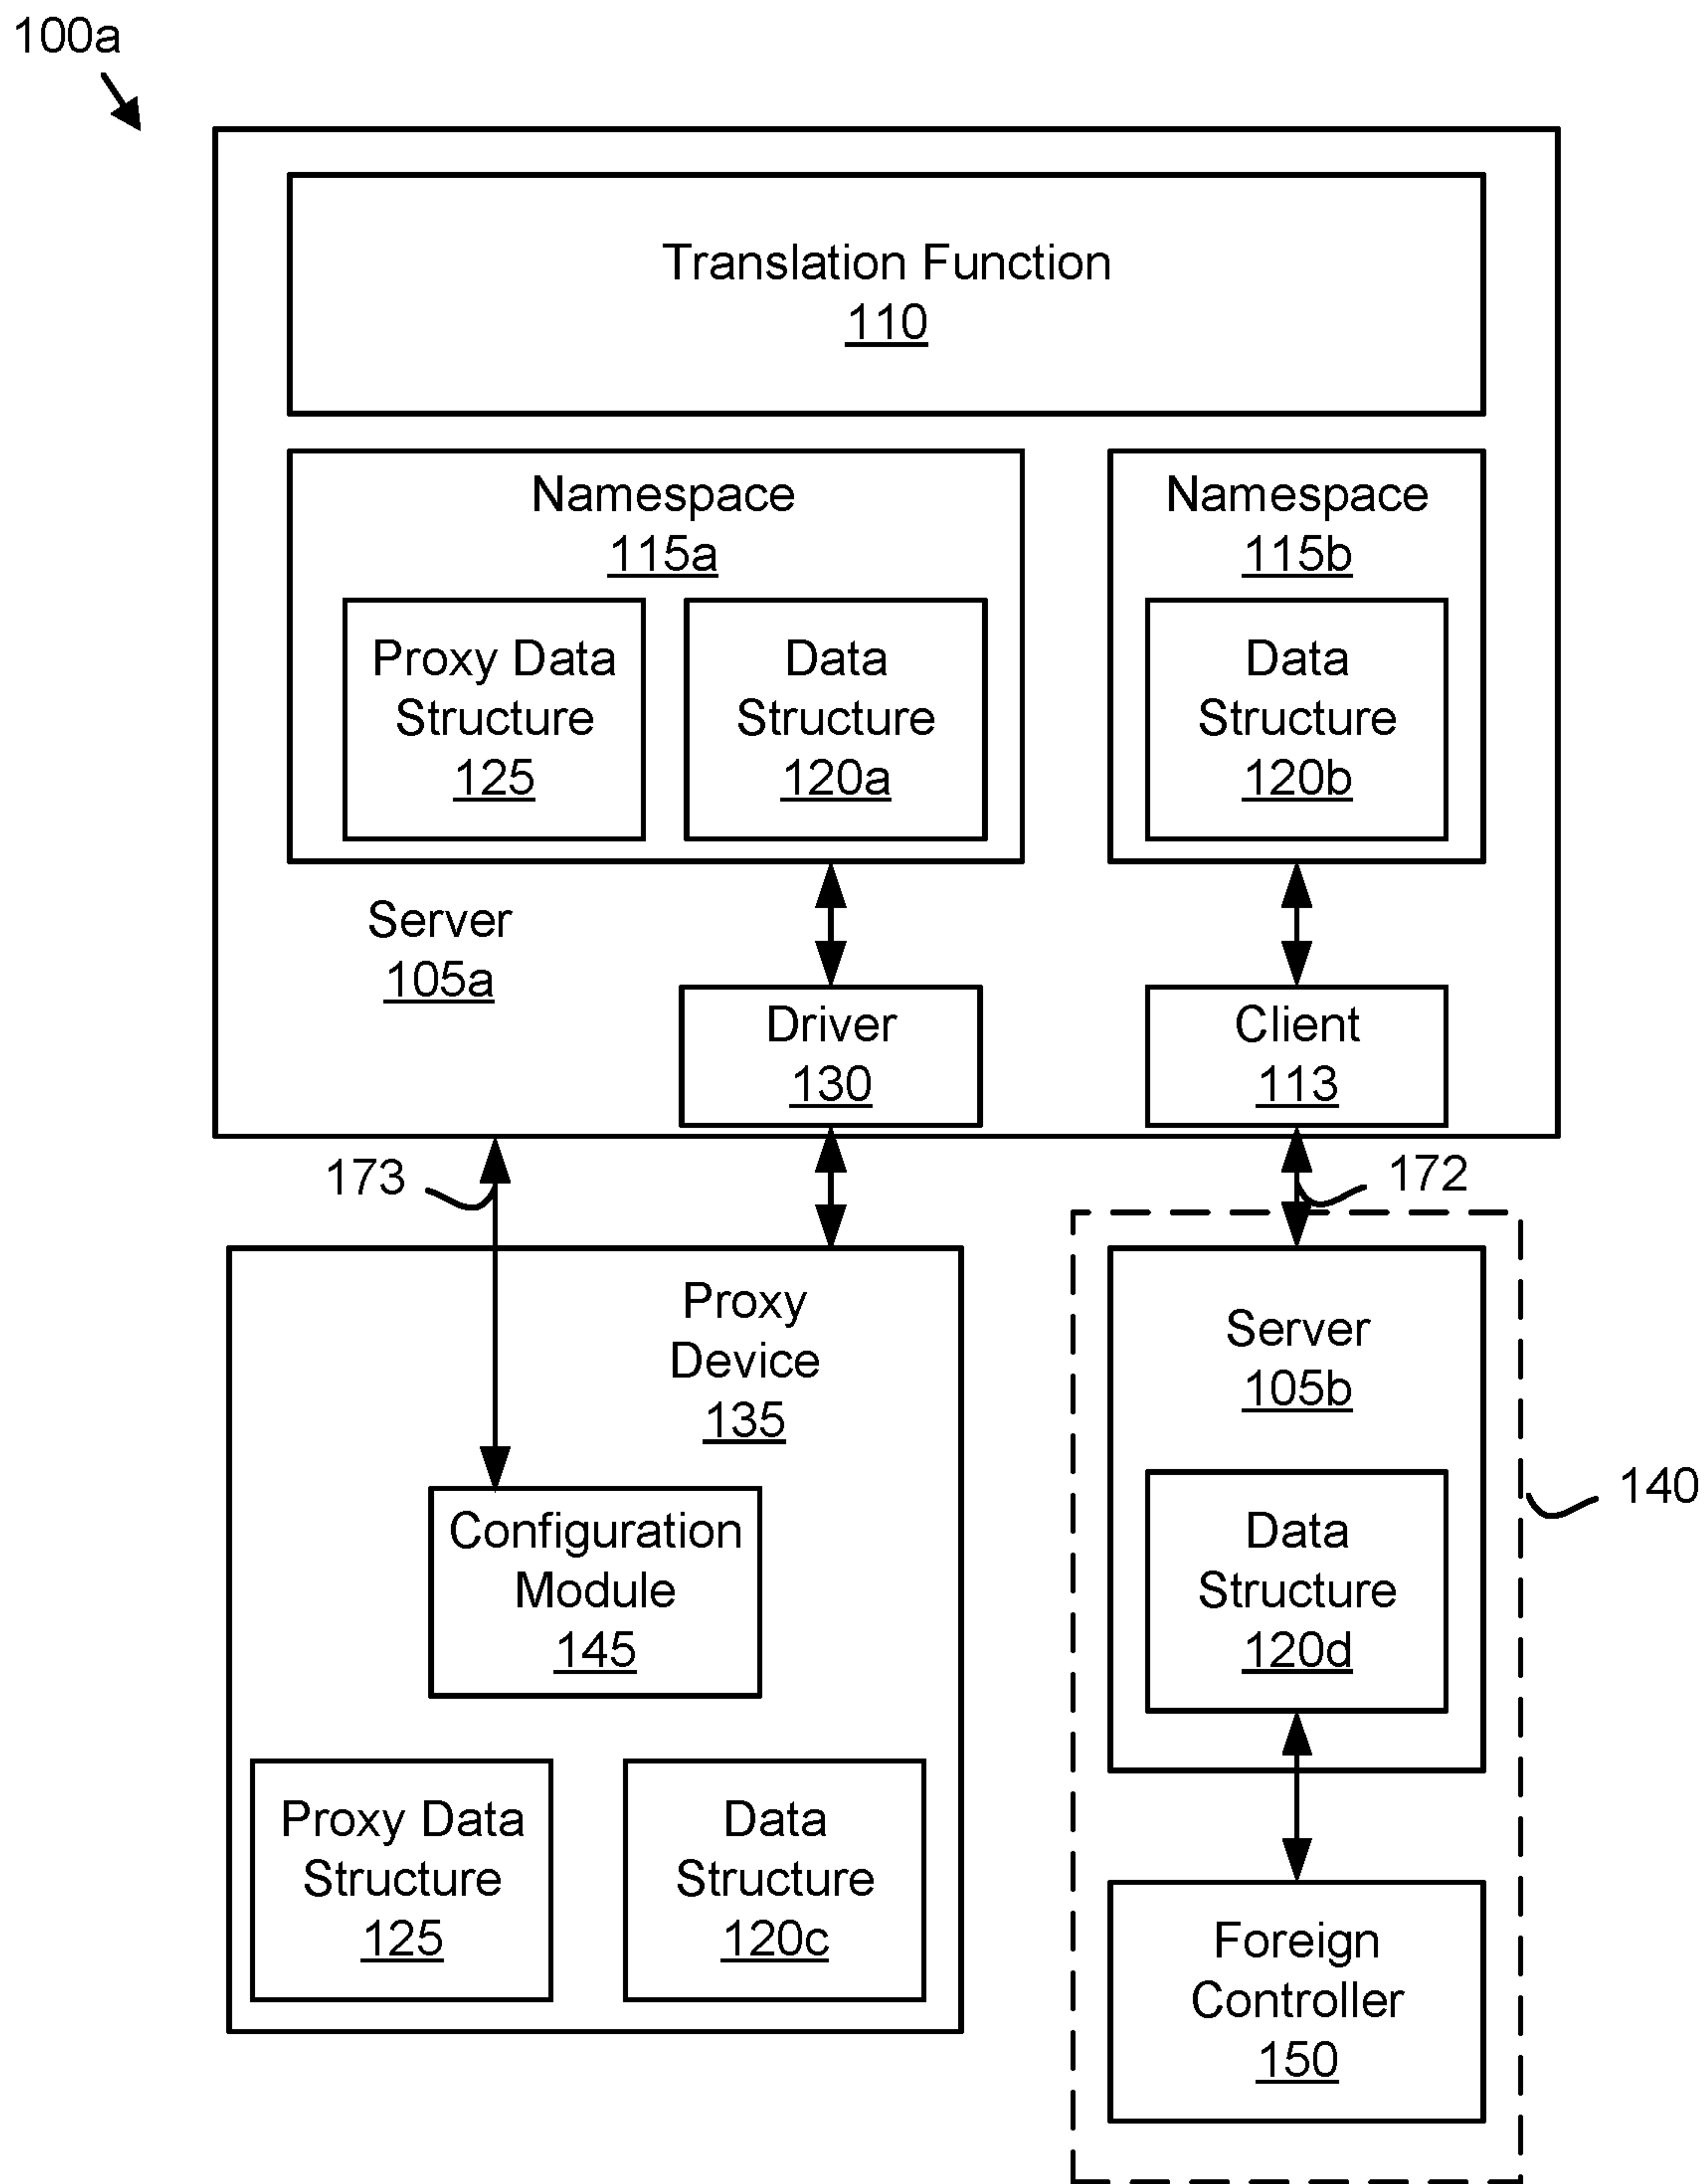 100a
Translation Function
110
Namespace
115a
Proxy Data
Structure
125
Data
Structure
120a
Namespace
115b
Data
Structure
120b
Server
105a
Driver
130
Client
113
173
172
Proxy
Device
135
Configuration
Module
145
Proxy Data
Structure
125
Data
Structure
120c
Server
105b
Data
Structure
120d
140
Foreign
Controller
150